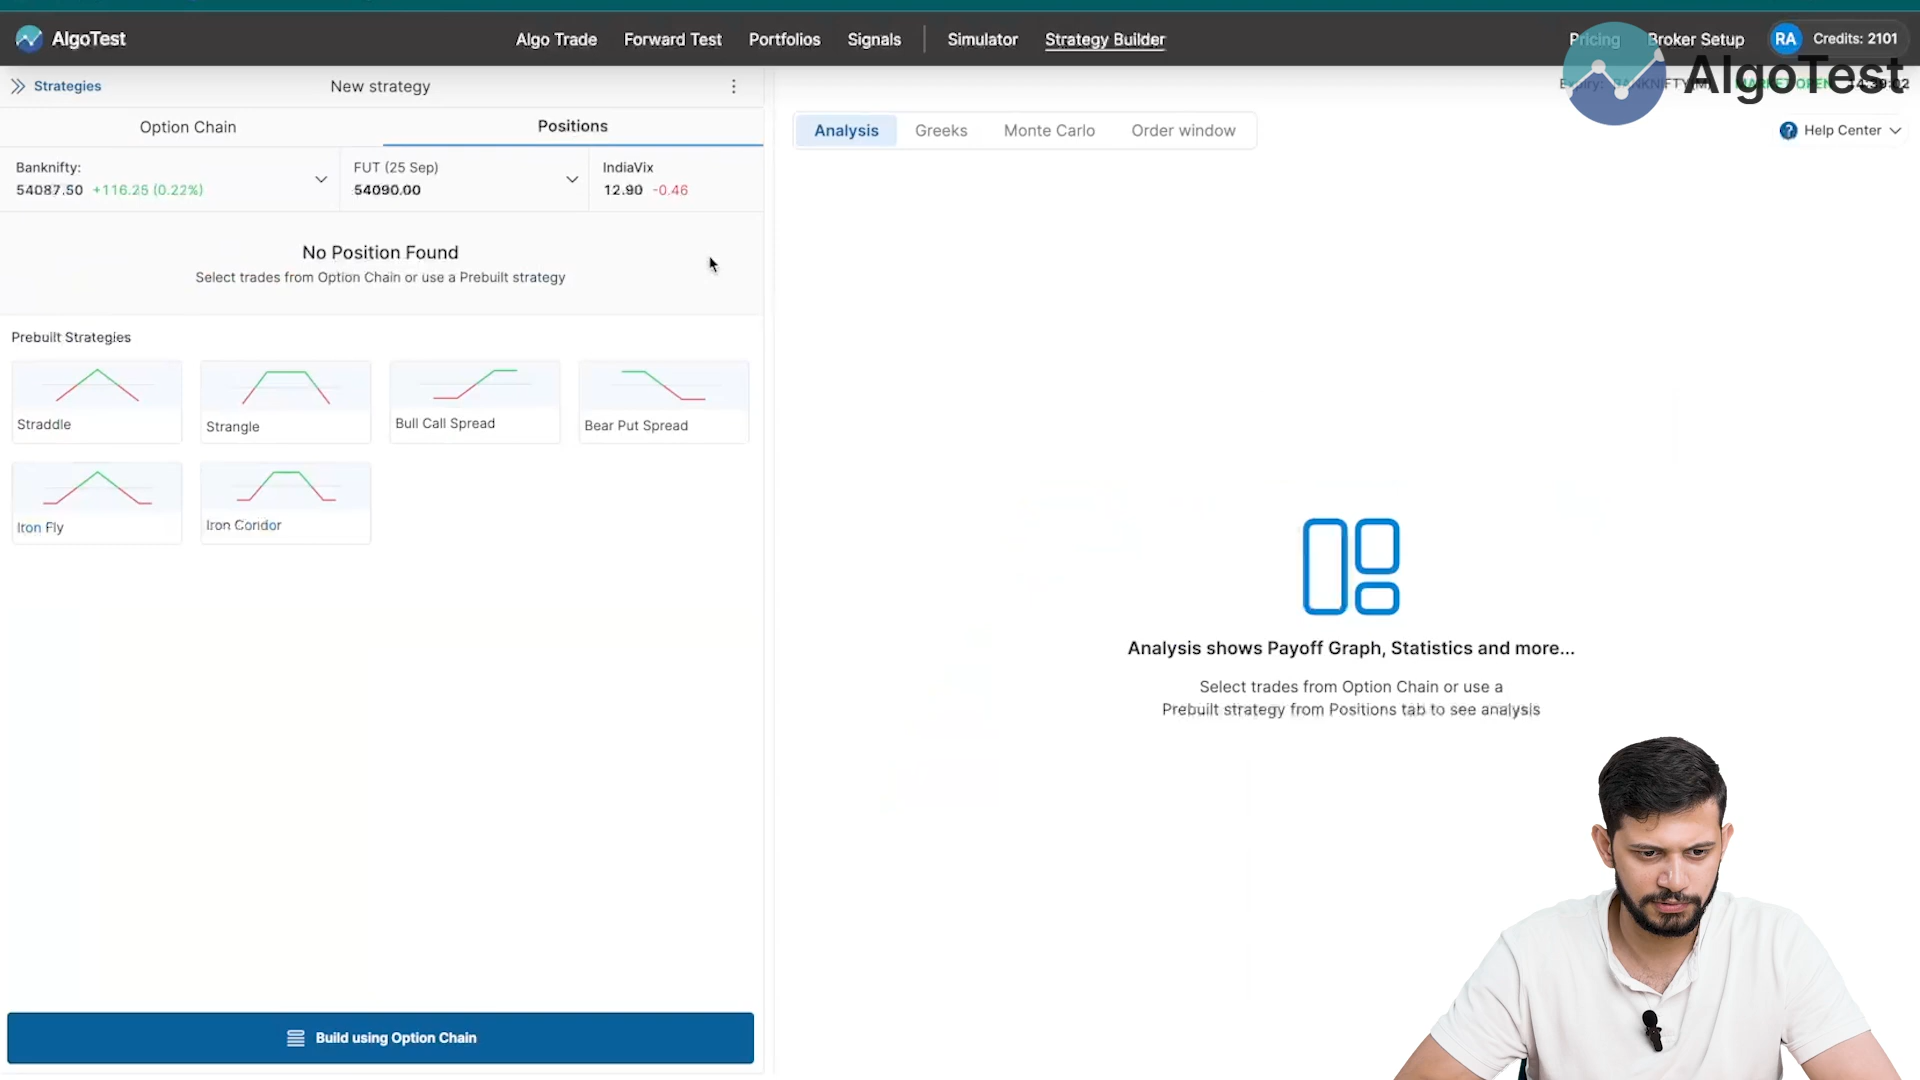 AlgoTest
Algo Trade
Forward Test
Portfolios
Signals
Simulator
Strategy Builder
Pricing
Broker Setup
RA
Credits: 2101
AlgoTest
Strategies
New strategy
Option Chain
Positions
Analysis
Greeks
Monte Carlo
Order window
Help Center
Banknifty:
54087.50 +116.25 (0.22%)
FUT (25 Sep)
54090.00
IndiaVix
12.90 -0.46
No Position Found
Select trades from Option Chain or use a Prebuilt strategy
Prebuilt Strategies
Straddle
Strangle
Bull Call Spread
Bear Put Spread
Iron Fly
Iron Coridor
Analysis shows Payoff Graph, Statistics and more...
Select trades from Option Chain or use a
Prebuilt strategy from Positions tab to see analysis
Build using Option Chain